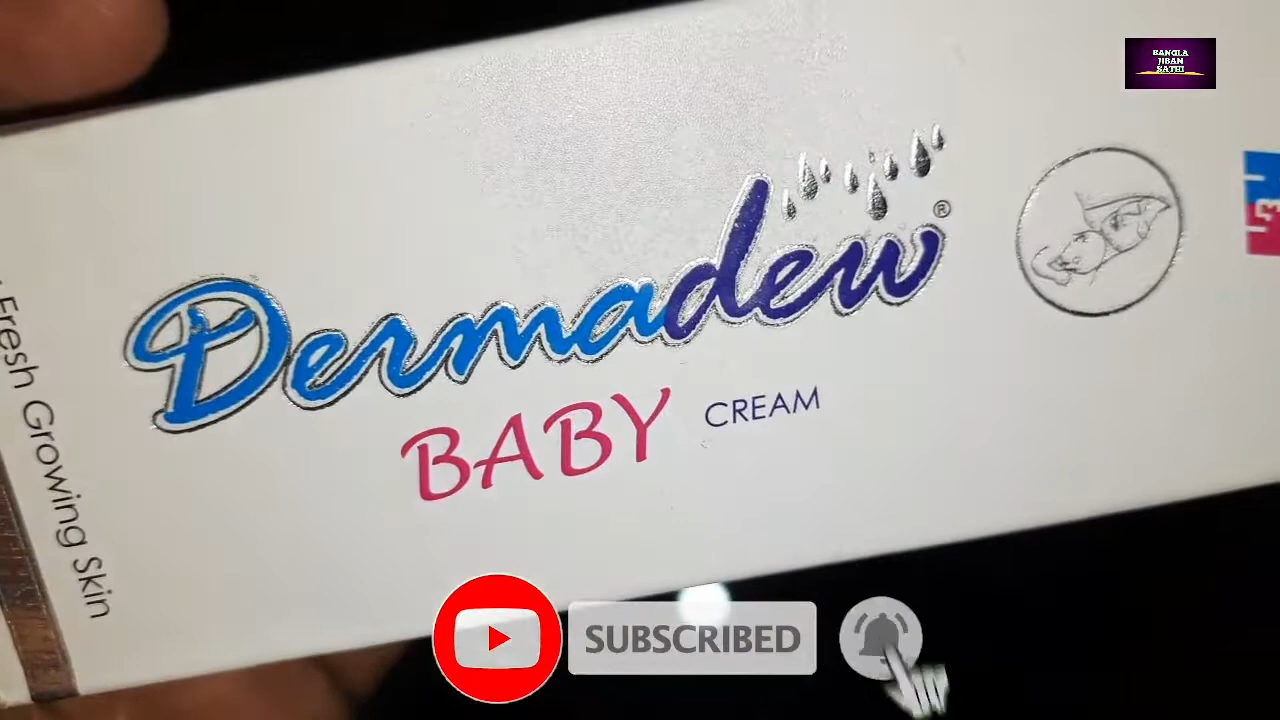 BANGLA
JIBAN
SATHI
Dermadew®
BABY CREAM
Fresh Growing Skin
SUBSCRIBED